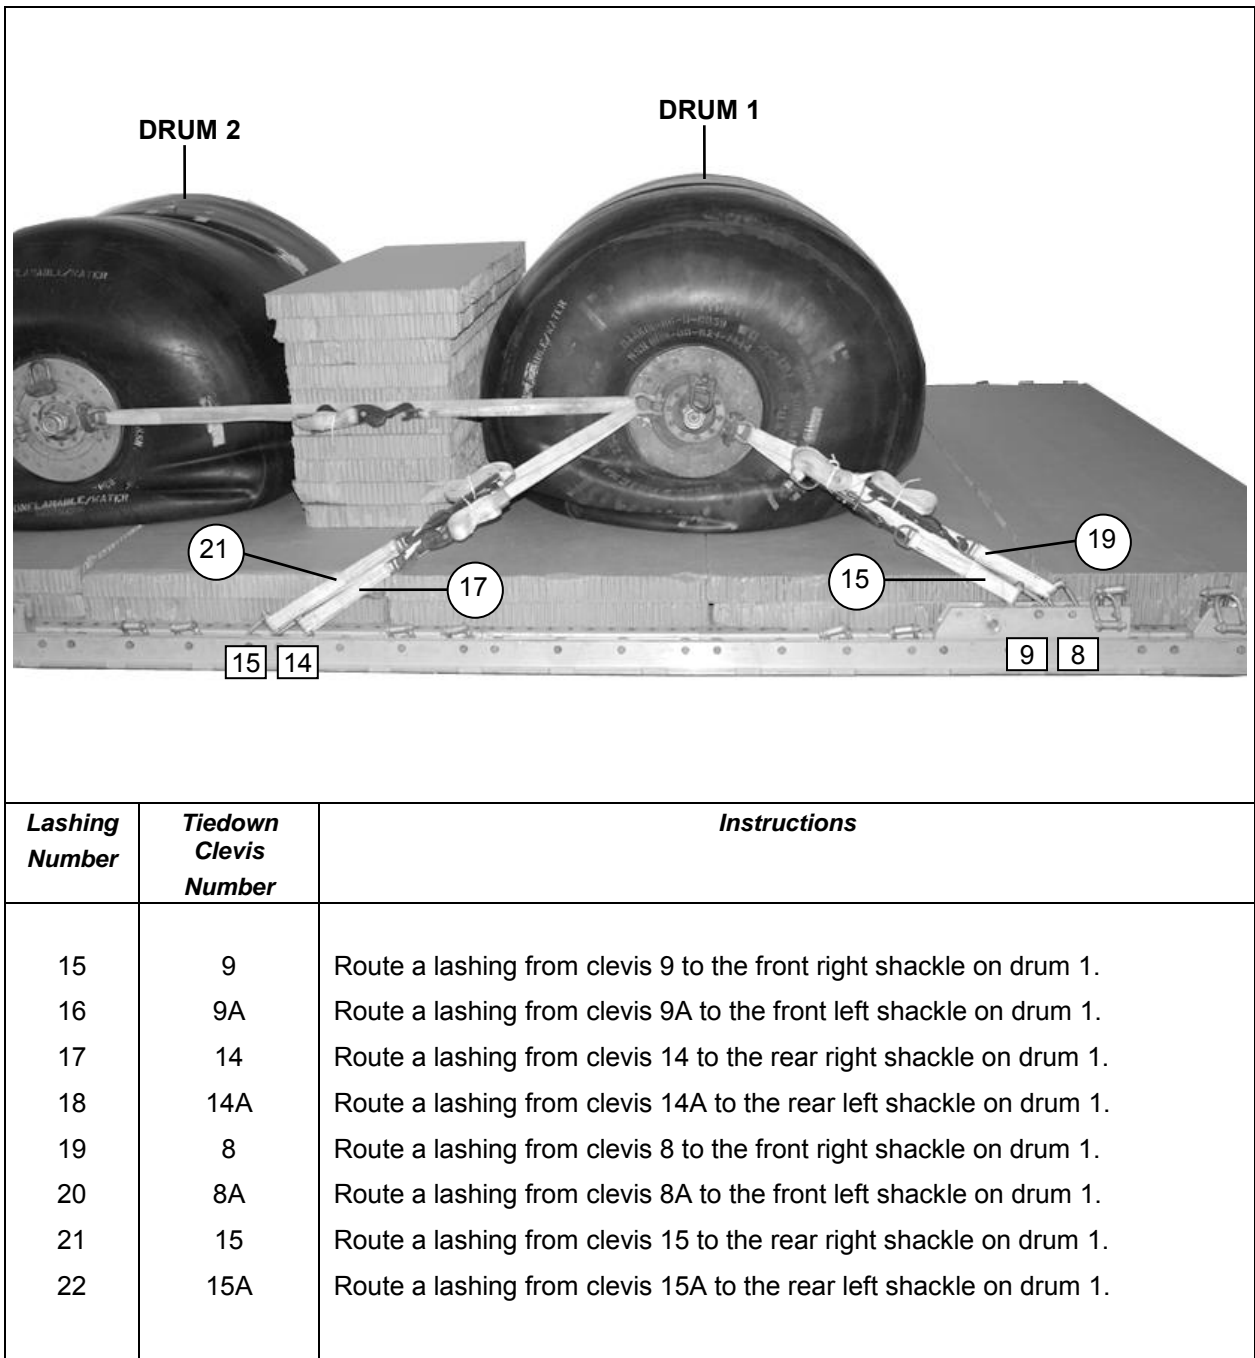 DRUM 1
DRUM 2
FLAMABLE/WATER
21
17
15
19
15 14
9 8
Lashing Number Tiedown Clevis Number Instructions
15 9 Route a lashing from clevis 9 to the front right shackle on drum 1.
16 9A Route a lashing from clevis 9A to the front left shackle on drum 1.
17 14 Route a lashing from clevis 14 to the rear right shackle on drum 1.
18 14A Route a lashing from clevis 14A to the rear left shackle on drum 1.
19 8 Route a lashing from clevis 8 to the front right shackle on drum 1.
20 8A Route a lashing from clevis 8A to the front left shackle on drum 1.
21 15 Route a lashing from clevis 15 to the rear right shackle on drum 1.
22 15A Route a lashing from clevis 15A to the rear left shackle on drum 1.